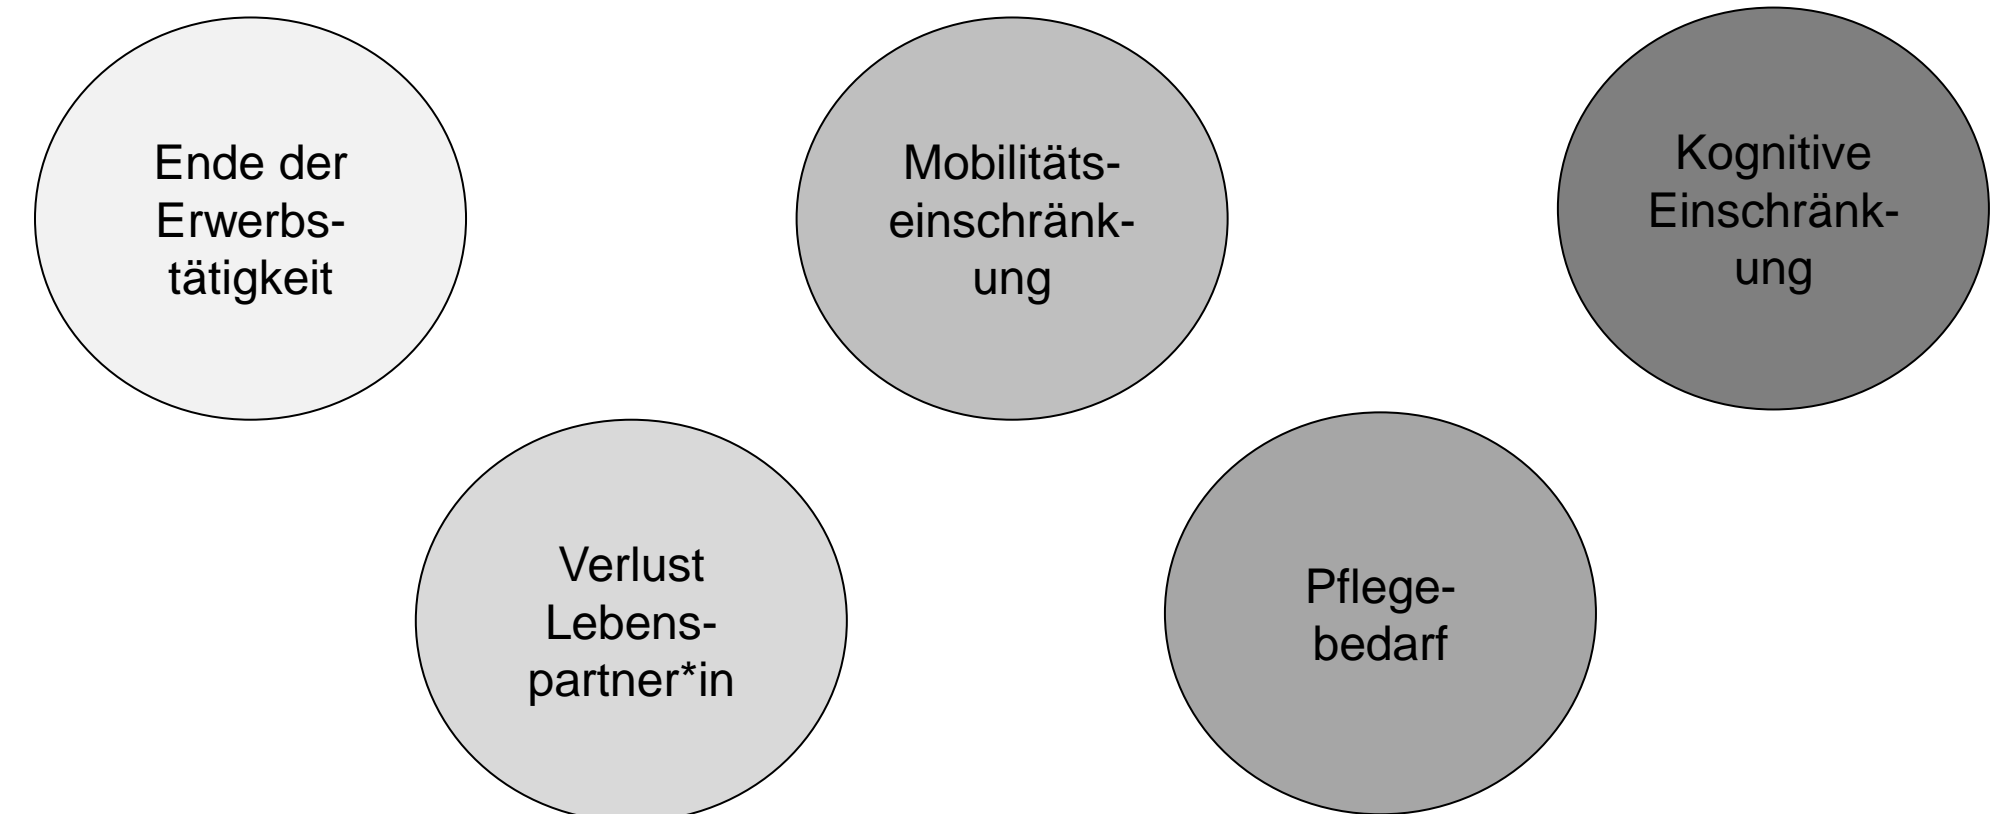 Ende der
Erwerbs-
tätigkeit
Verlust
Lebens-
partner*in
Mobilitäts-
einschränk-
ung
Pflege-
bedarf
Kognitive
Einschränk-
ung